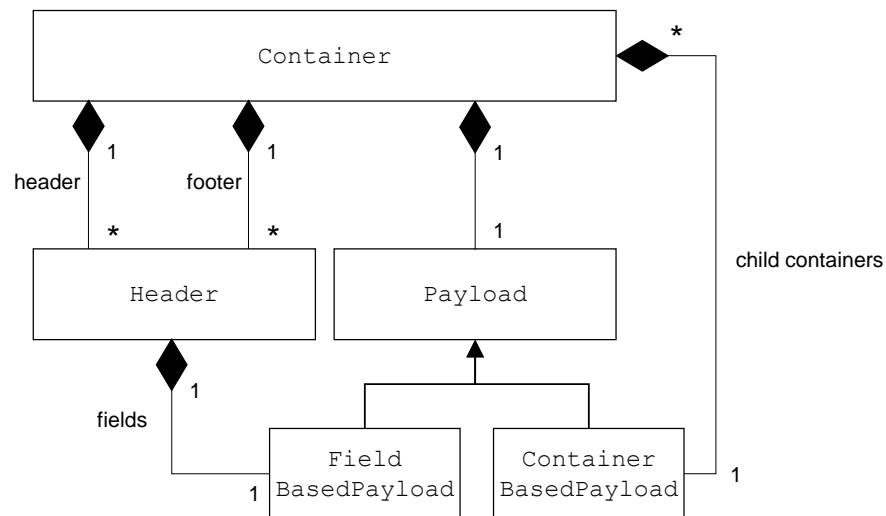 *
Container
1
1
1
header
footer
*
*
1
child containers
Header
Payload
1
fields
Field
BasedPayload
Container
BasedPayload
1
1